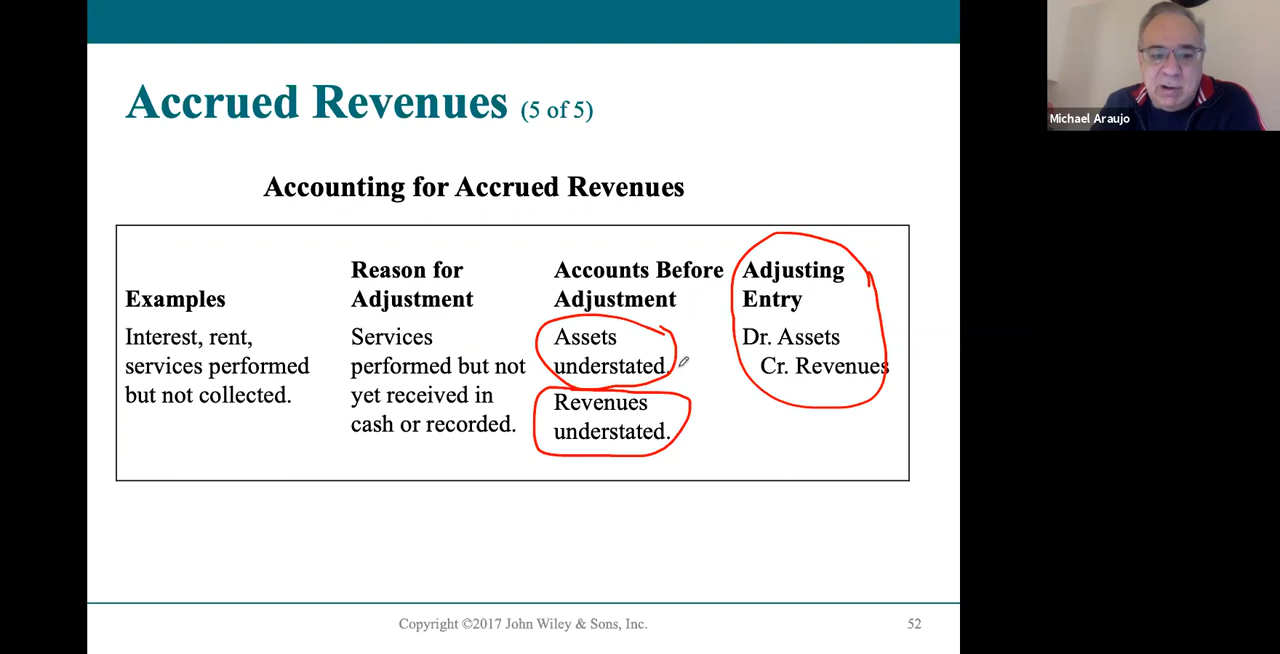 Accrued Revenues (5 of 5)
Accounting for Accrued Revenues
Examples
Interest, rent,
services performed
but not collected.
Reason for
Adjustment
Services
performed but not
yet received in
cash or recorded.
Accounts Before
Adjustment
Assets
understated.
Revenues
understated.
Adjusting
Entry
Dr. Assets
Cr. Revenues
Copyright ©2017 John Wiley & Sons, Inc.
52
Michael Araujo